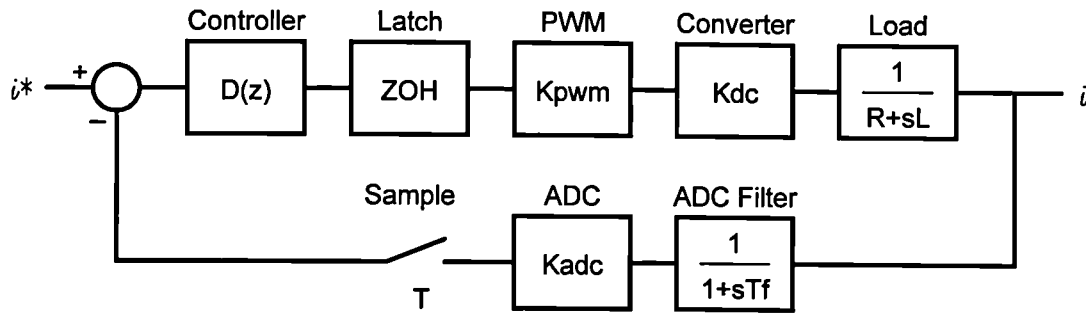 Controller
Latch
PWM
Converter
Load
i*
+
−
D(z)
ZOH
Kpwm
Kdc
1
R+sL
i
Sample
ADC
ADC Filter
T
Kadc
1
1+sTf